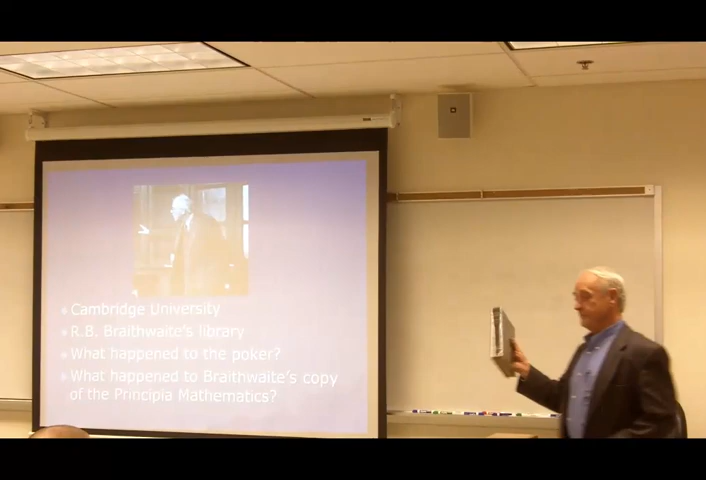 Cambridge University
R.B. Braithwaite's library
What happened to the poker?
What happened to Braithwaite's copy
of the Principia Mathematics?